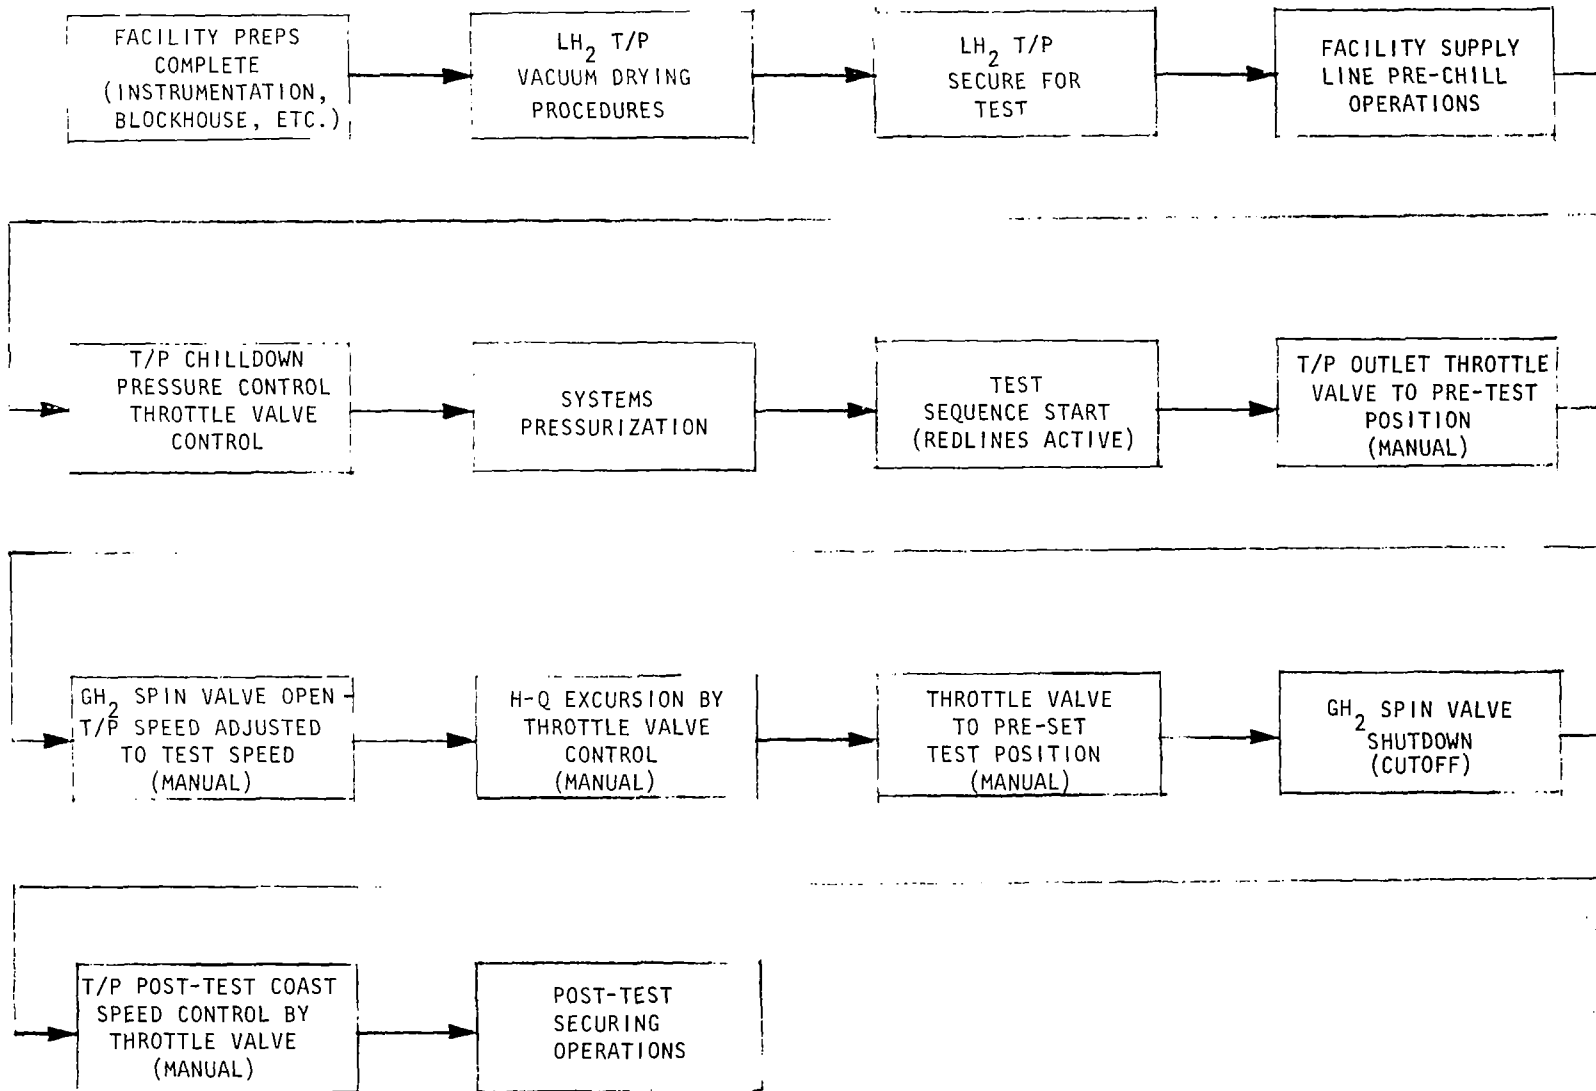 FACILITY PREPS
COMPLETE
(INSTRUMENTATION,
BLOCKHOUSE, ETC.)
LH₂ T/P
VACUUM DRYING
PROCEDURES
LH₂ T/P
SECURE FOR
TEST
FACILITY SUPPLY
LINE PRE-CHILL
OPERATIONS
T/P CHILLDOWN
PRESSURE CONTROL
THROTTLE VALVE
CONTROL
SYSTEMS
PRESSURIZATION
TEST
SEQUENCE START
(REDLINES ACTIVE)
T/P OUTLET THROTTLE
VALVE TO PRE-TEST
POSITION
(MANUAL)
GH₂ SPIN VALVE OPEN -
T/P SPEED ADJUSTED
TO TEST SPEED
(MANUAL)
H-Q EXCURSION BY
THROTTLE VALVE
CONTROL
(MANUAL)
THROTTLE VALVE
TO PRE-SET
TEST POSITION
(MANUAL)
GH₂ SPIN VALVE
SHUTDOWN
(CUTOFF)
T/P POST-TEST COAST
SPEED CONTROL BY
THROTTLE VALVE
(MANUAL)
POST-TEST
SECURING
OPERATIONS